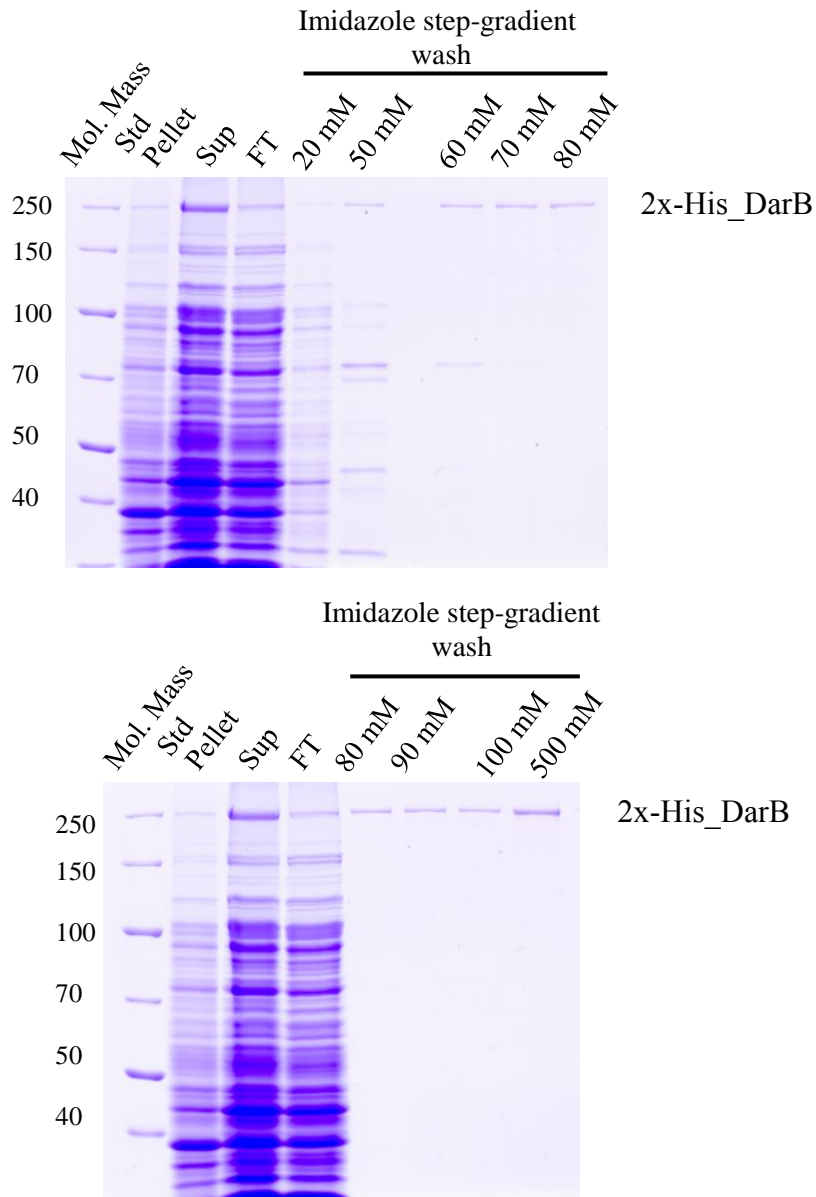 Imidazole step-gradient
wash
Mol. Mass
Std
Pellet
Sup
FT
20 mM
50 mM
60 mM
70 mM
80 mM
250
150
100
70
50
40
2x-His_DarB
Imidazole step-gradient
wash
Mol. Mass
Std
Pellet
Sup
FT
80 mM
90 mM
100 mM
500 mM
250
150
100
70
50
40
2x-His_DarB